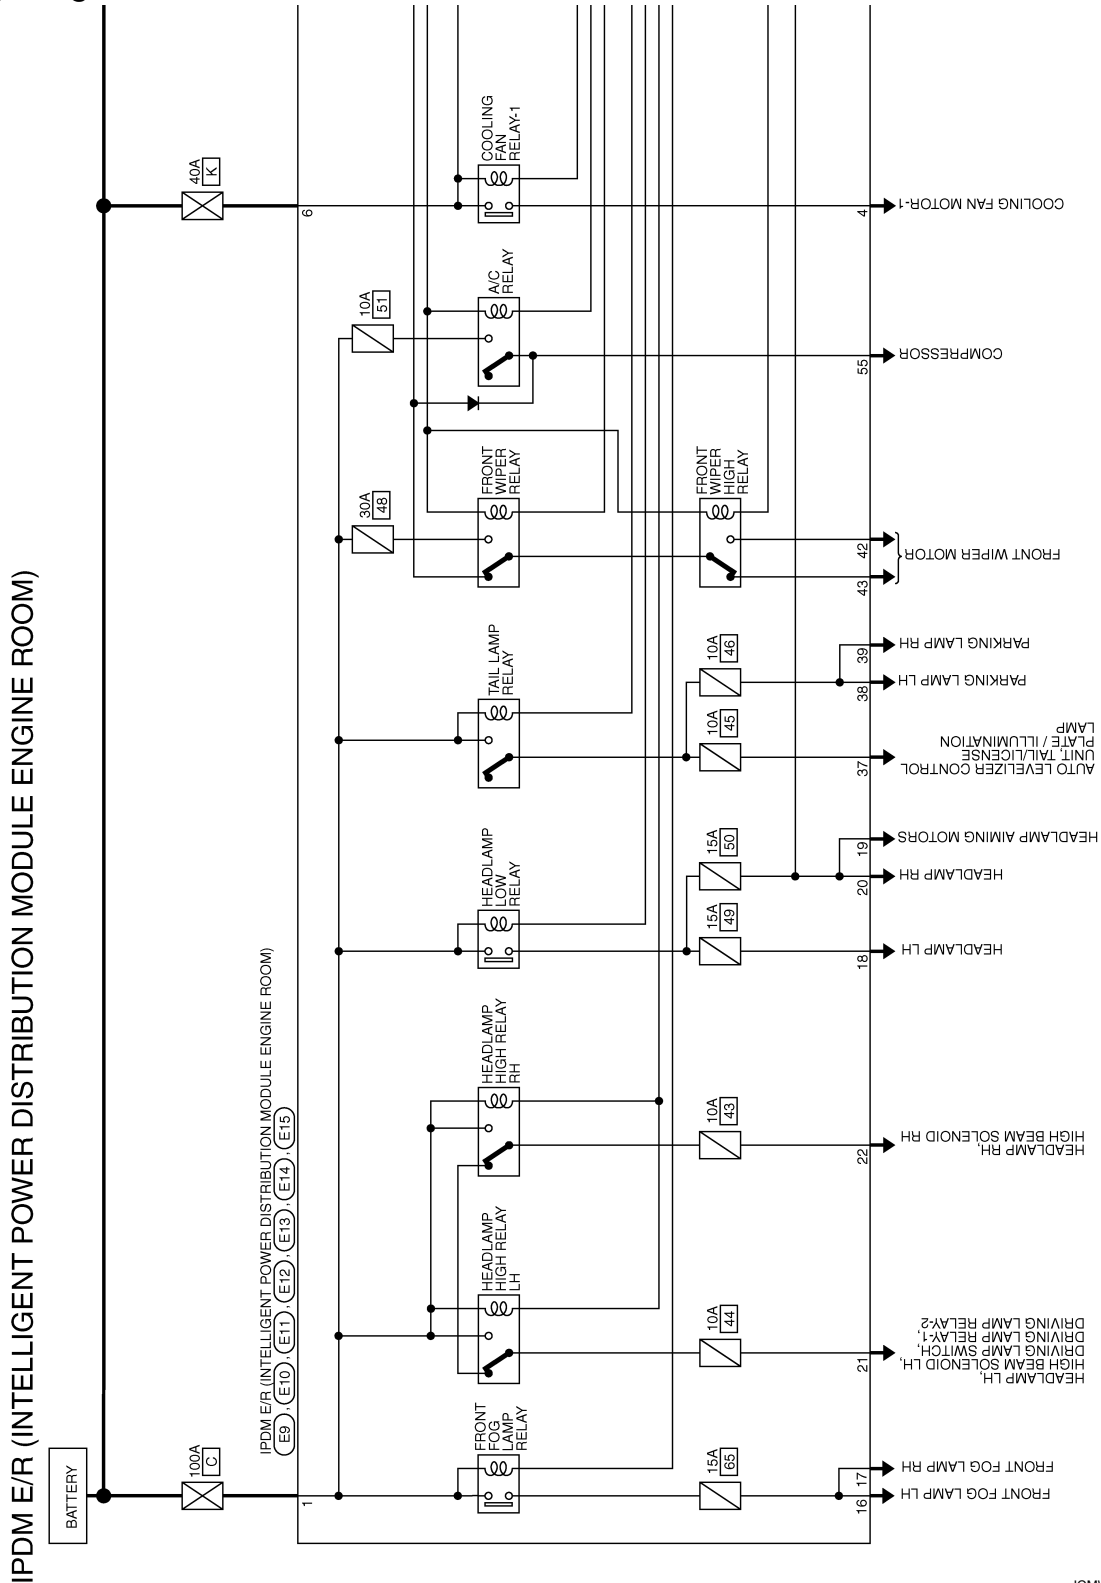 IPDM E/R (INTELLIGENT POWER DISTRIBUTION MODULE ENGINE ROOM)
BATTERY
100A
C
40A
K
IPDM E/R (INTELLIGENT POWER DISTRIBUTION MODULE ENGINE ROOM)
E9 , E10 , E11 , E12 , E13 , E14 , E15
1
6
30A
48
10A
51
FRONT
FOG
LAMP
RELAY
HEADLAMP
HIGH RELAY
LH
HEADLAMP
HIGH RELAY
RH
HEADLAMP
LOW
RELAY
TAIL LAMP
RELAY
FRONT
WIPER
RELAY
A/C
RELAY
COOLING
FAN
RELAY-1
15A
65
10A
44
10A
43
15A
49
15A
50
10A
45
10A
46
FRONT
WIPER
HIGH
RELAY
16
17
21
22
18
20
19
37
38
39
43
42
55
4
FRONT FOG LAMP LH
FRONT FOG LAMP RH
HEADLAMP LH,
HIGH BEAM SOLENOID LH,
DRIVING LAMP SWITCH,
DRIVING LAMP RELAY-1,
DRIVING LAMP RELAY-2
HEADLAMP RH,
HIGH BEAM SOLENOID RH
HEADLAMP LH
HEADLAMP RH
HEADLAMP AIMING MOTORS
AUTO LEVELIZER CONTROL
UNIT, TAIL/LICENSE
PLATE / ILLUMINATION
LAMP
PARKING LAMP LH
PARKING LAMP RH
FRONT WIPER MOTOR
COMPRESSOR
COOLING FAN MOTOR-1